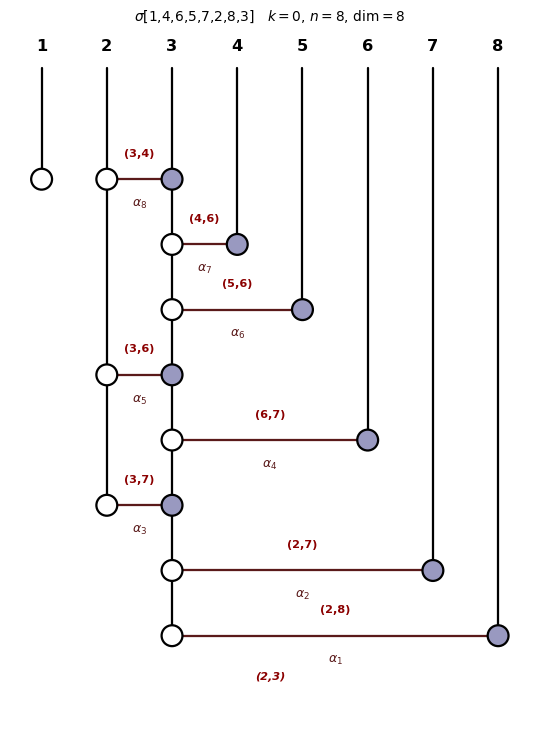 σ[1,4,6,5,7,2,8,3]   k = 0, n = 8, dim = 8
1 2 3 4 5 6 7 8
(3,4)
α₈
(4,6)
α₇
(5,6)
α₆
(3,6)
α₅
(6,7)
α₄
(3,7)
α₃
(2,7)
α₂
(2,8)
α₁
(2,3)